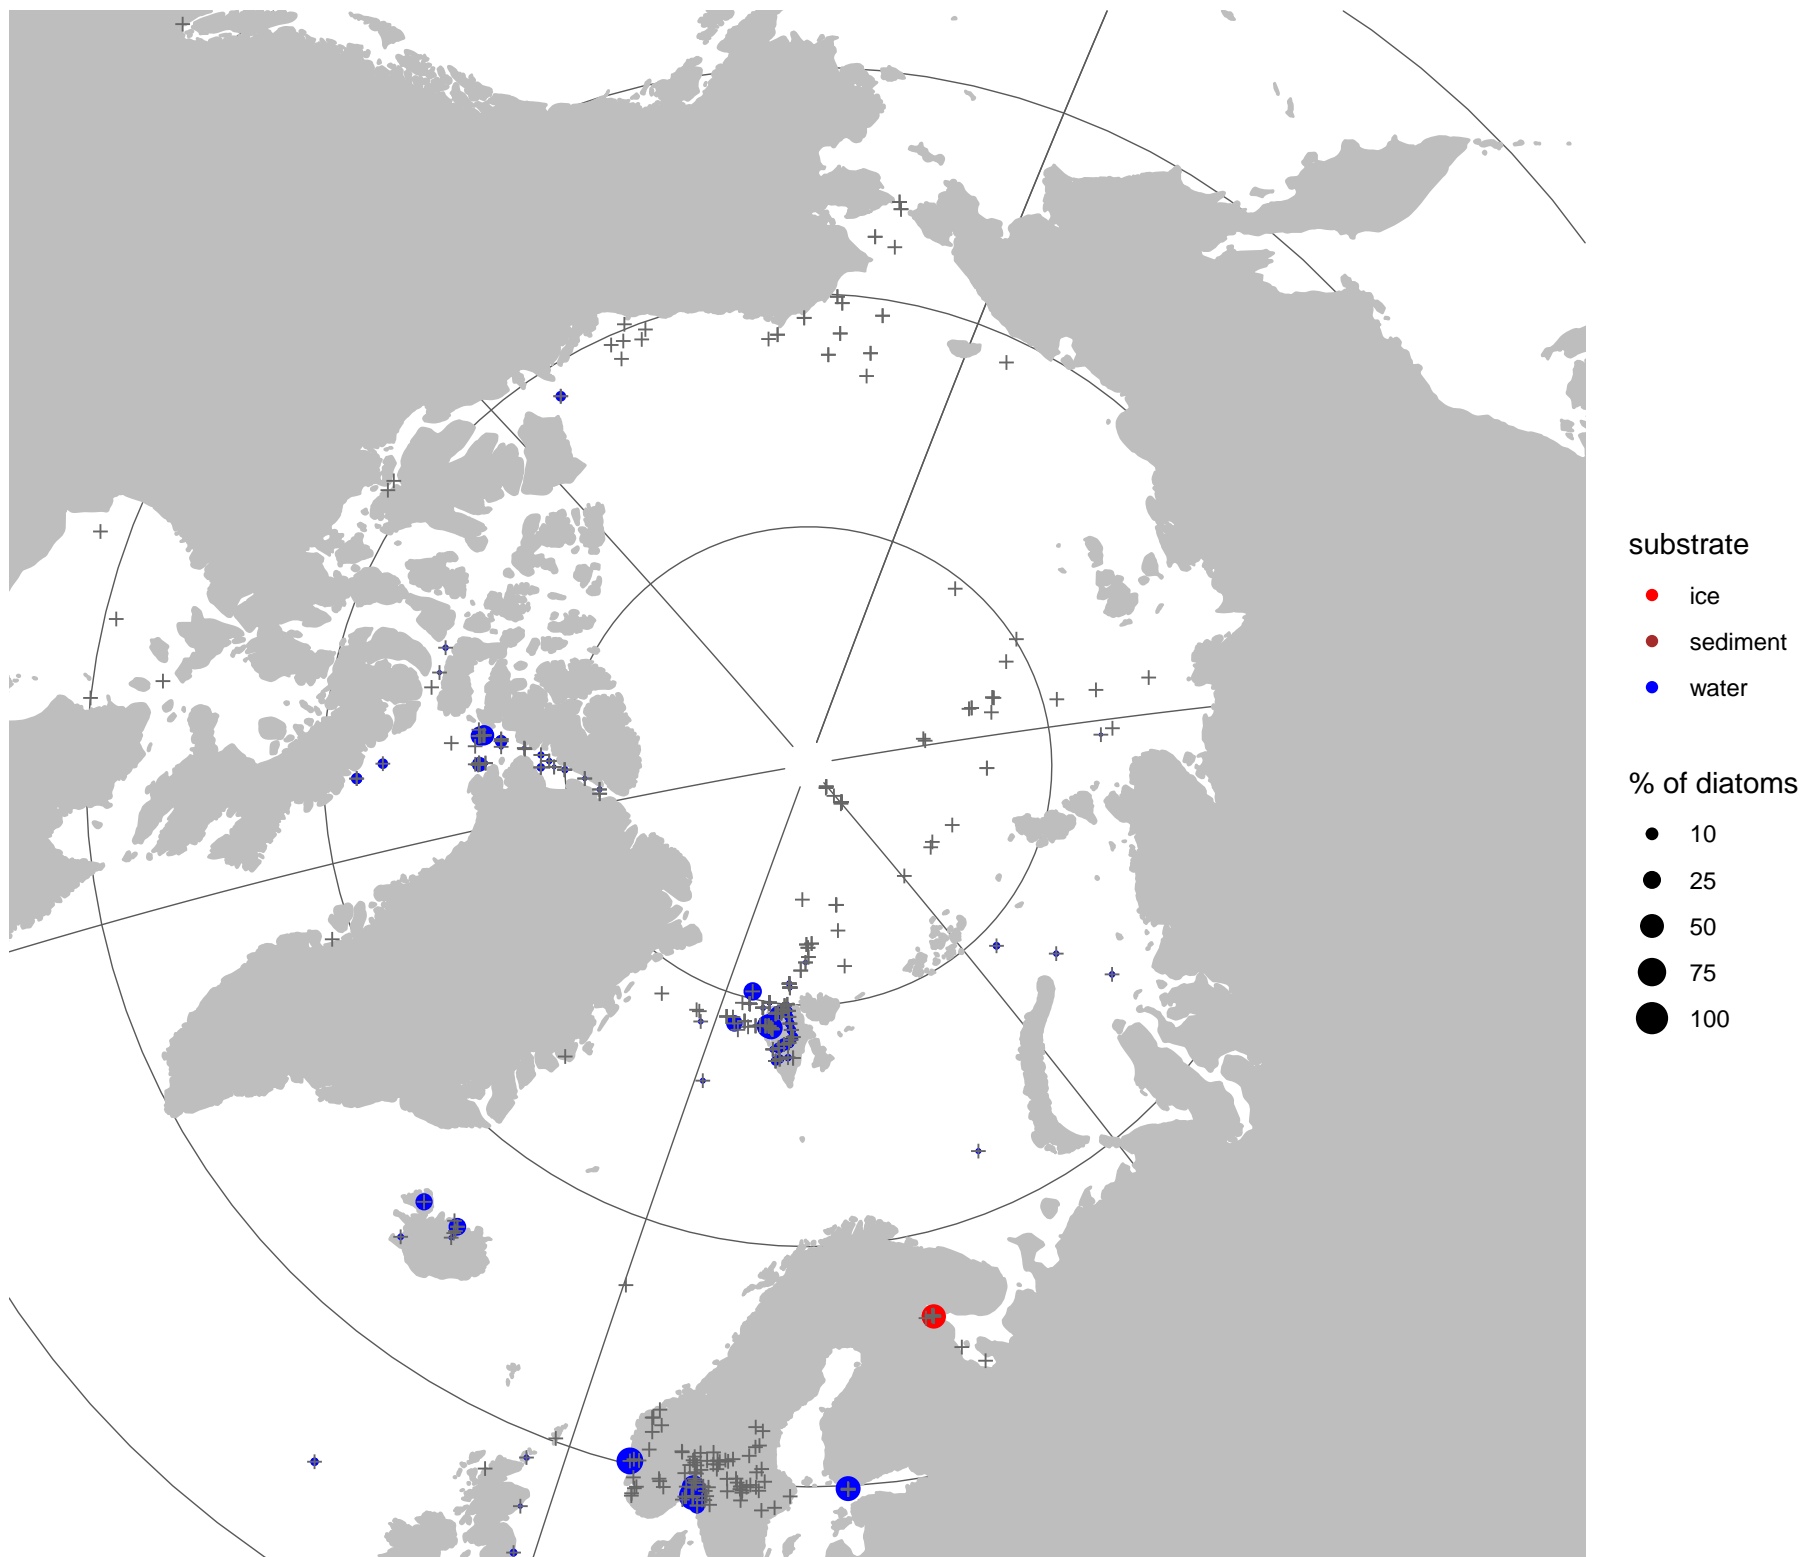 substrate
ice
sediment
water
% of diatoms
10
25
50
75
100